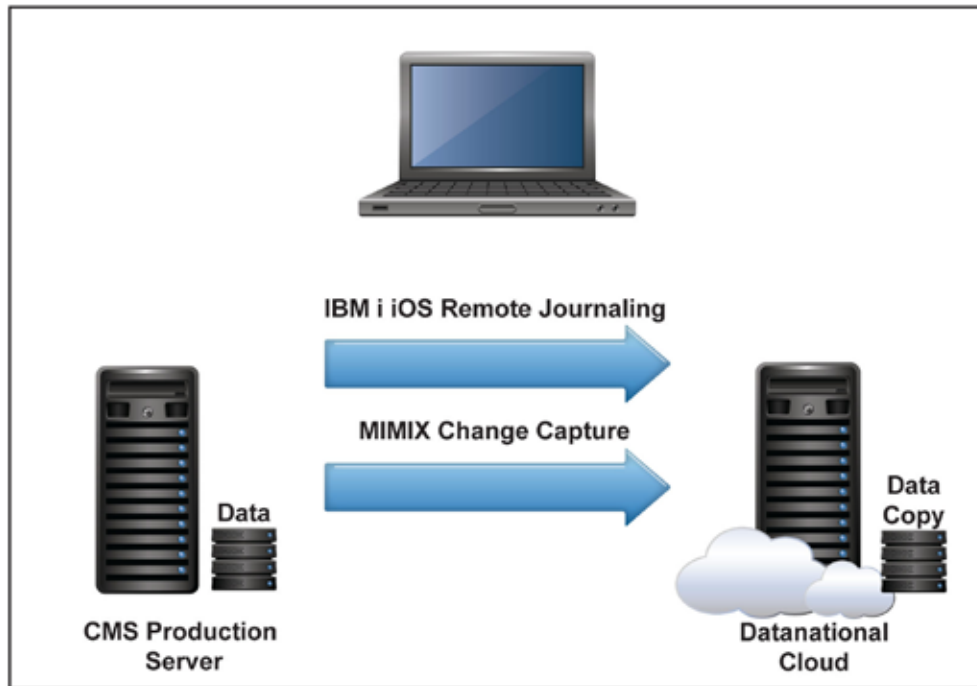 IBM i iOS Remote Journaling
MIMIX Change Capture
Data
Data
Copy
CMS Production
Server
Datanational
Cloud